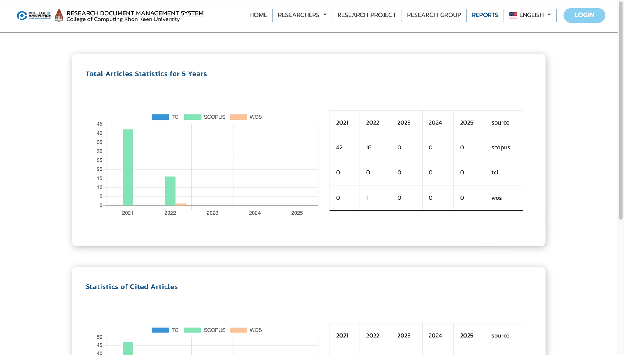 RESEARCH DOCUMENT MANAGEMENT SYSTEM
College of Computing Khon Kaen University
HOME RESEARCHERS RESEARCH PROJECT RESEARCH GROUP REPORTS ENGLISH LOGIN
Total Articles Statistics for 5 Years
TCI SCOPUS WOS
45
40
35
30
25
20
15
10
5
0
2021 2022 2023 2024 2025
2021 2022 2023 2024 2025 source
42 16 0 0 0 scopus
0 0 0 0 0 tci
0 1 0 0 0 wos
Statistics of Cited Articles
TCI SCOPUS WOS
50
45
40
2021 2022 2023 2024 2025 source